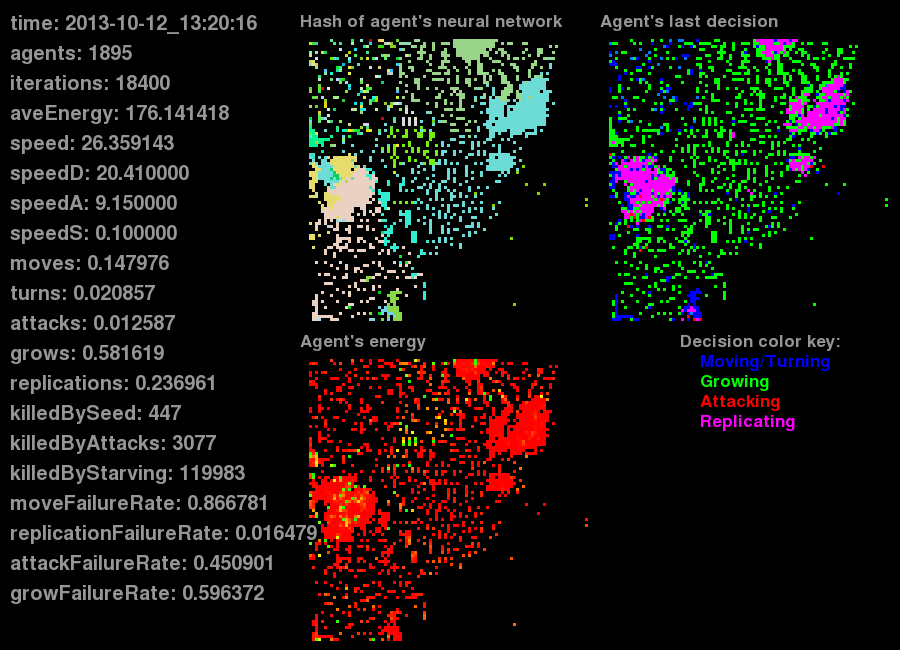 time: 2013-10-12_13:20:16
agents: 1895
iterations: 18400
aveEnergy: 176.141418
speed: 26.359143
speedD: 20.410000
speedA: 9.150000
speedS: 0.100000
moves: 0.147976
turns: 0.020857
attacks: 0.012587
grows: 0.581619
replications: 0.236961
killedBySeed: 447
killedByAttacks: 3077
killedByStarving: 119983
moveFailureRate: 0.866781
replicationFailureRate: 0.016479
attackFailureRate: 0.450901
growFailureRate: 0.596372
Hash of agent's neural network
Agent's last decision
Agent's energy
Decision color key:
Moving/Turning
Growing
Attacking
Replicating